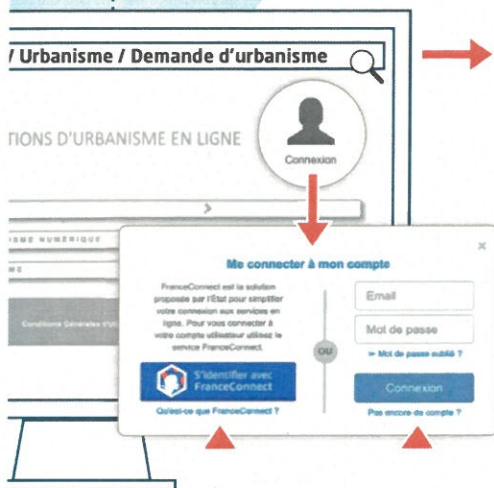 / Urbanisme / Demande d'urbanisme
TIONS D'URBANISME EN LIGNE
Connexion
ISME NUMÉRIQUE
ME
Conditions Générales d'Uti
×
Me connecter à mon compte
FranceConnect est la solution
proposée par l'État pour simplifier
votre connexion aux services en
ligne. Pour vous connecter à
votre compte utilisateur utilisez le
service FranceConnect.
S'identifier avec
FranceConnect
Qu'est-ce que FranceConnect ?
OU
Email
Mot de passe
> Mot de passe oublié ?
Connexion
Pas encore de compte ?